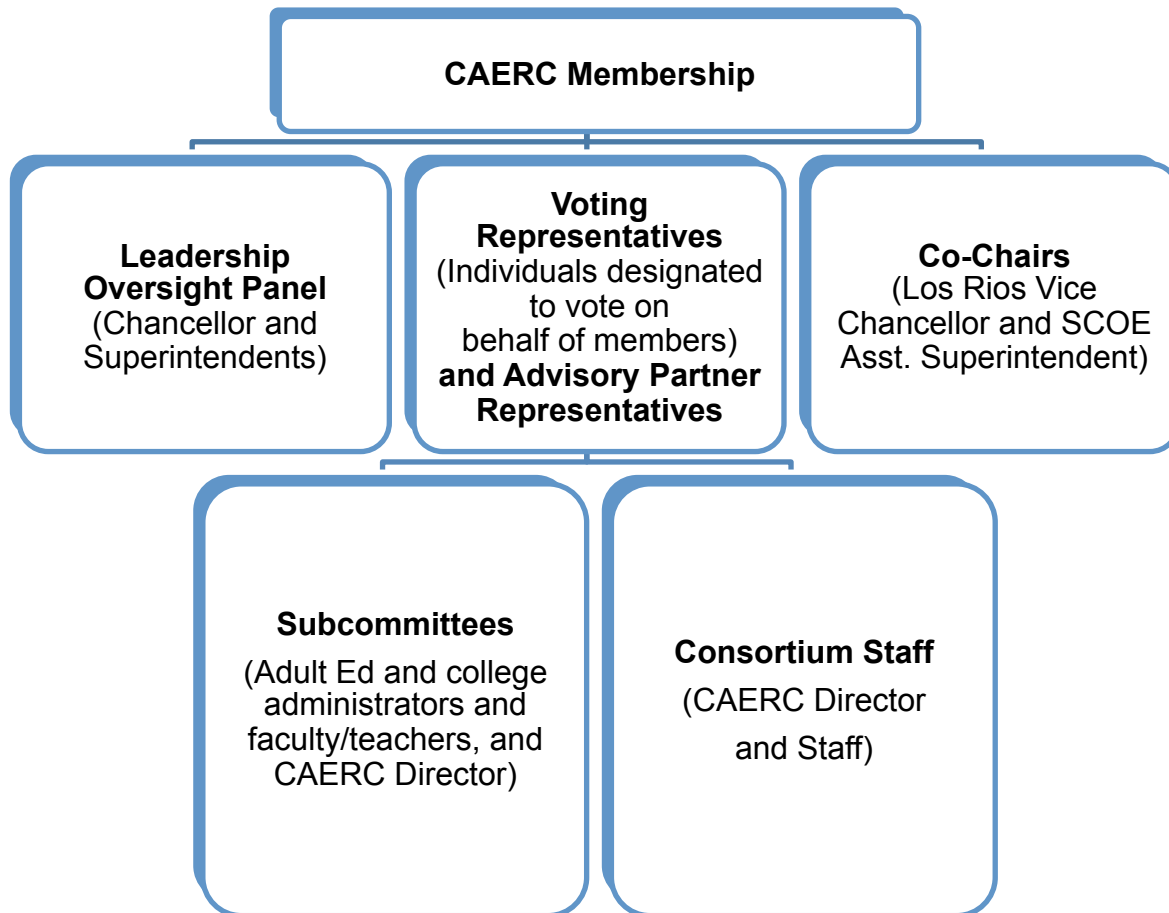 CAERC Membership
Leadership
Oversight Panel
(Chancellor and
Superintendents)
Voting
Representatives
(Individuals designated
to vote on
behalf of members)
and Advisory Partner
Representatives
Co-Chairs
(Los Rios Vice
Chancellor and SCOE
Asst. Superintendent)
Subcommittees
(Adult Ed and college
administrators and
faculty/teachers, and
CAERC Director)
Consortium Staff
(CAERC Director
and Staff)